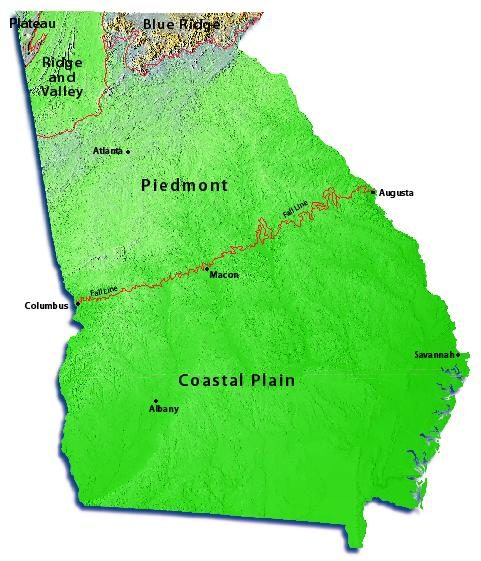 Plateau
Blue Ridge
Ridge
and
Valley
Atlanta
Piedmont
Augusta
Fall Line
Macon
Fall Line
Columbus
Savannah
Coastal Plain
Albany